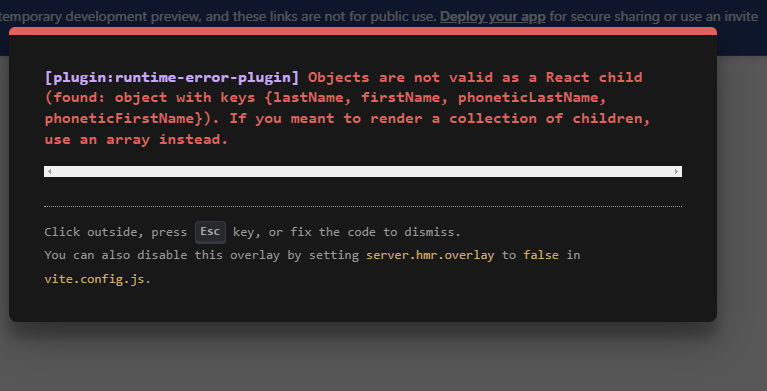 temporary development preview, and these links are not for public use. Deploy your app for secure sharing or use an invite
[plugin:runtime-error-plugin] Objects are not valid as a React child
(found: object with keys {lastName, firstName, phoneticLastName,
phoneticFirstName}). If you meant to render a collection of children,
use an array instead.
Click outside, press Esc key, or fix the code to dismiss.
You can also disable this overlay by setting server.hmr.overlay to false in
vite.config.js.